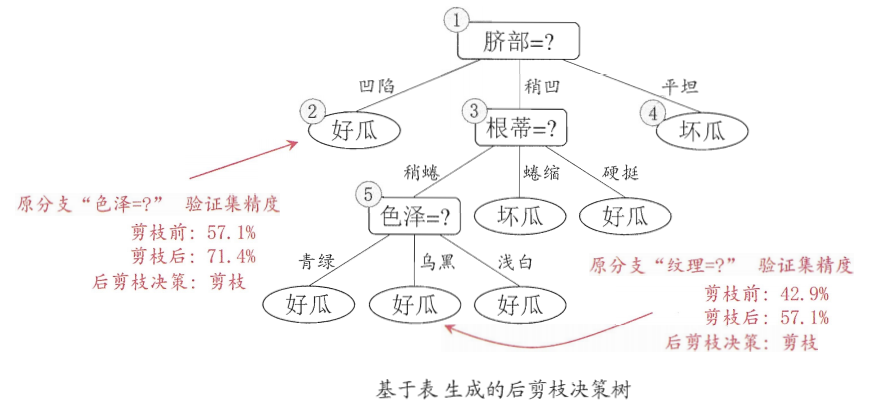 ①
脐部=?
凹陷
稍凹
平坦
②
好瓜
③
根蒂=?
④
坏瓜
稍蜷
蜷缩
硬挺
原分支“色泽=?” 验证集精度
剪枝前: 57.1%
剪枝后: 71.4%
后剪枝决策: 剪枝
⑤
色泽=?
坏瓜
好瓜
青绿
乌黑
浅白
好瓜
好瓜
好瓜
原分支“纹理=?” 验证集精度
剪枝前: 42.9%
剪枝后: 57.1%
后剪枝决策: 剪枝
基于表 生成的后剪枝决策树